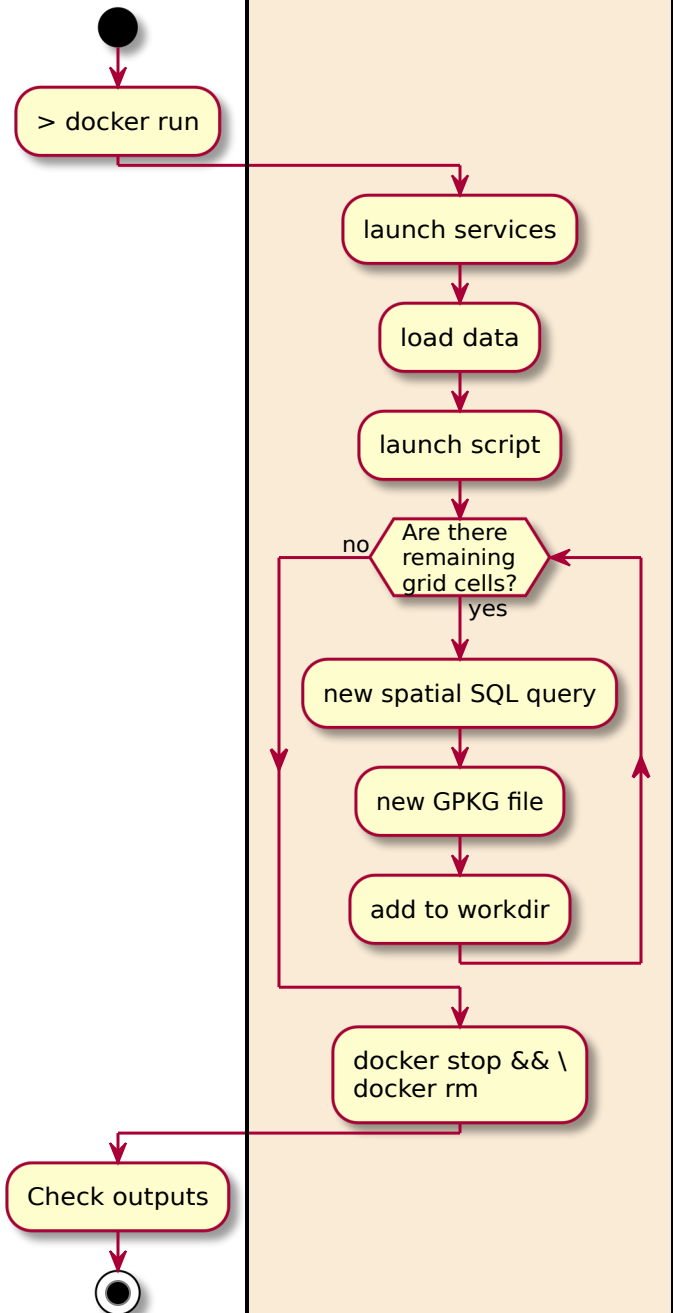 > docker run
launch services
load data
launch script
Are there
remaining
grid cells?
no
yes
new spatial SQL query
new GPKG file
add to workdir
docker stop && \
docker rm
Check outputs